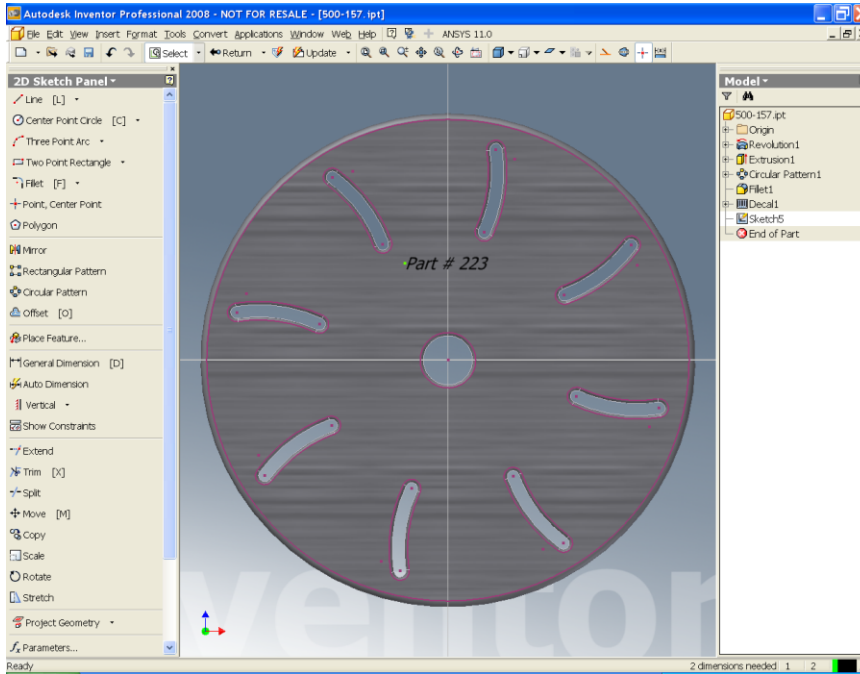 Autodesk Inventor Professional 2008 - NOT FOR RESALE - [500-157.ipt]
File Edit View Insert Format Tools Convert Applications Window Web Help ANSYS 11.0
Select Return Update
2D Sketch Panel
Line [L]
Center Point Circle [C]
Three Point Arc
Two Point Rectangle
Fillet [F]
Point, Center Point
Polygon
Mirror
Rectangular Pattern
Circular Pattern
Offset [O]
Place Feature...
General Dimension [D]
Auto Dimension
Vertical
Show Constraints
Extend
Trim [X]
Split
Move [M]
Copy
Scale
Rotate
Stretch
Project Geometry
fx Parameters...
Part # 223
ventor
Model
500-157.ipt
Origin
Revolution1
Extrusion1
Circular Pattern1
Fillet1
Decal1
Sketch5
End of Part
Ready
2 dimensions needed 1 2